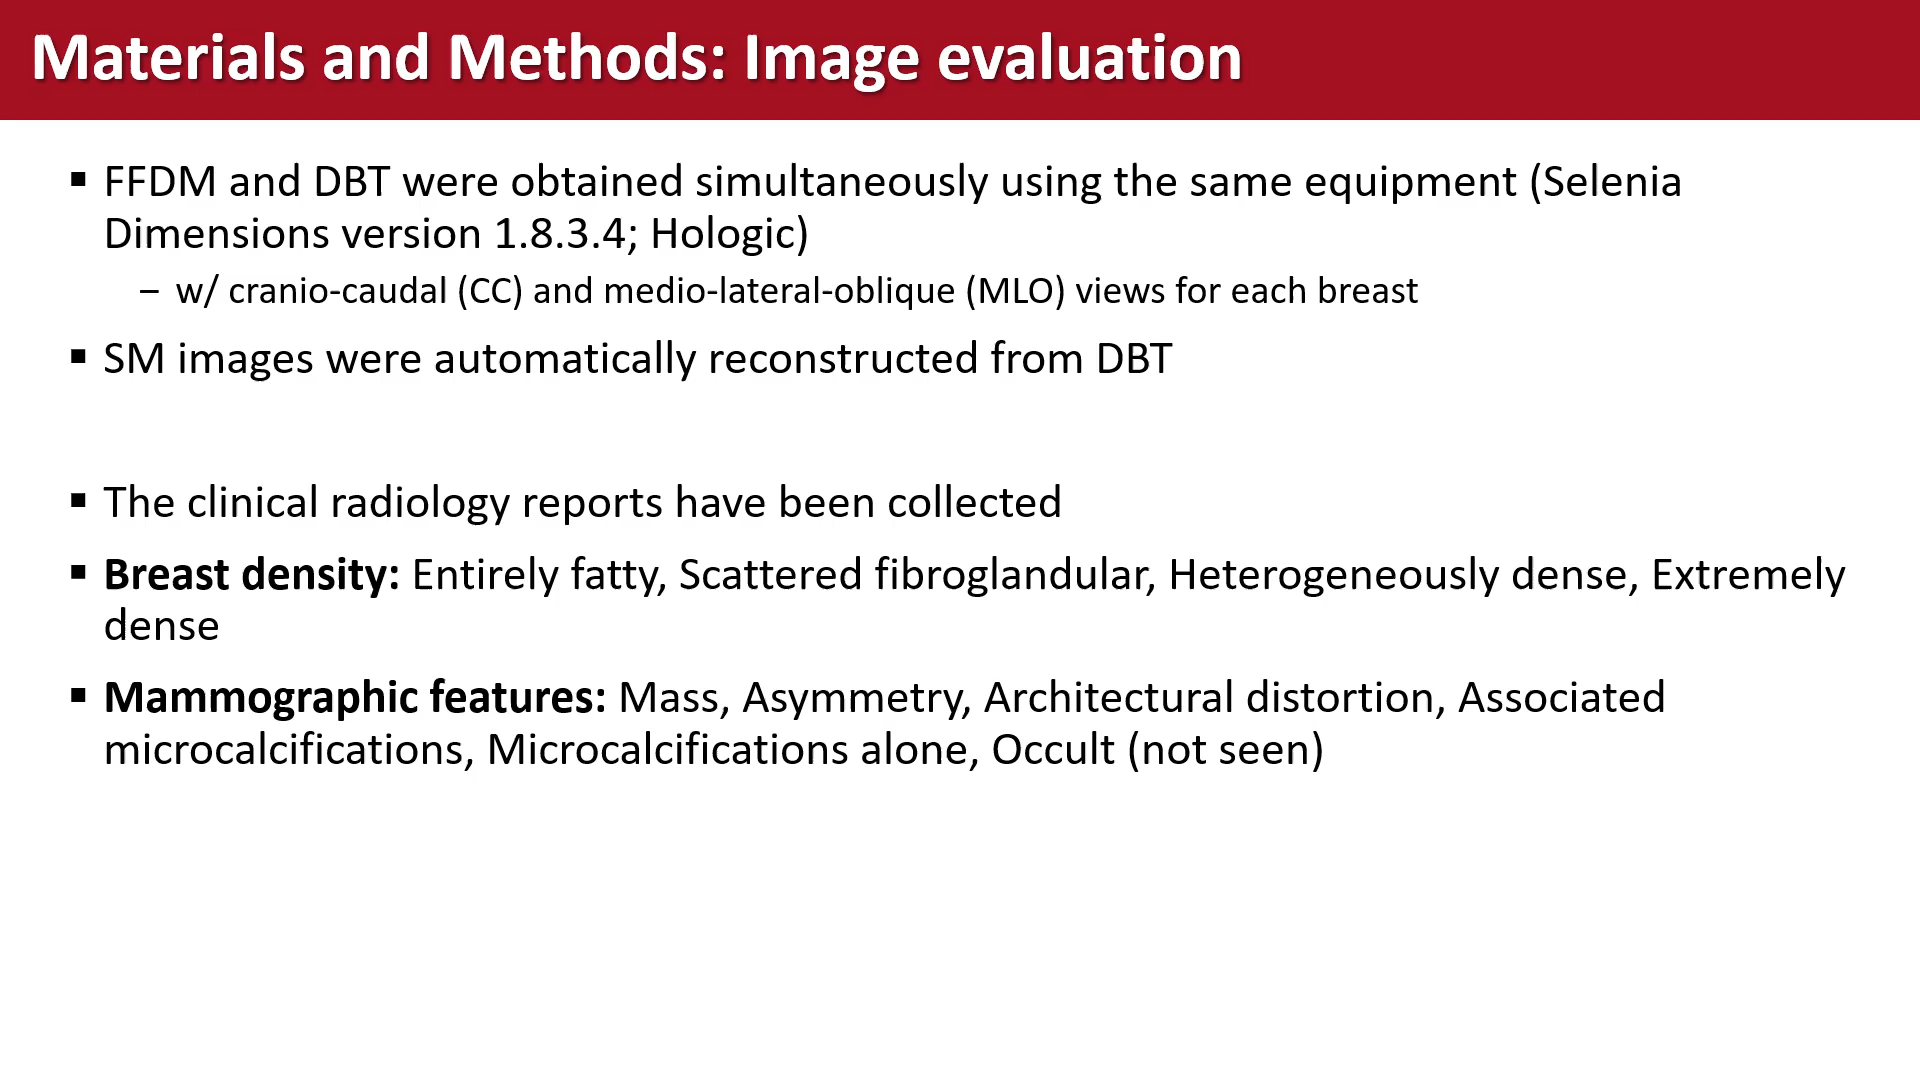 Materials and Methods: Image evaluation
▪ FFDM and DBT were obtained simultaneously using the same equipment (Selenia
Dimensions version 1.8.3.4; Hologic)
– w/ cranio-caudal (CC) and medio-lateral-oblique (MLO) views for each breast
▪ SM images were automatically reconstructed from DBT
▪ The clinical radiology reports have been collected
▪ Breast density: Entirely fatty, Scattered fibroglandular, Heterogeneously dense, Extremely
dense
▪ Mammographic features: Mass, Asymmetry, Architectural distortion, Associated
microcalcifications, Microcalcifications alone, Occult (not seen)